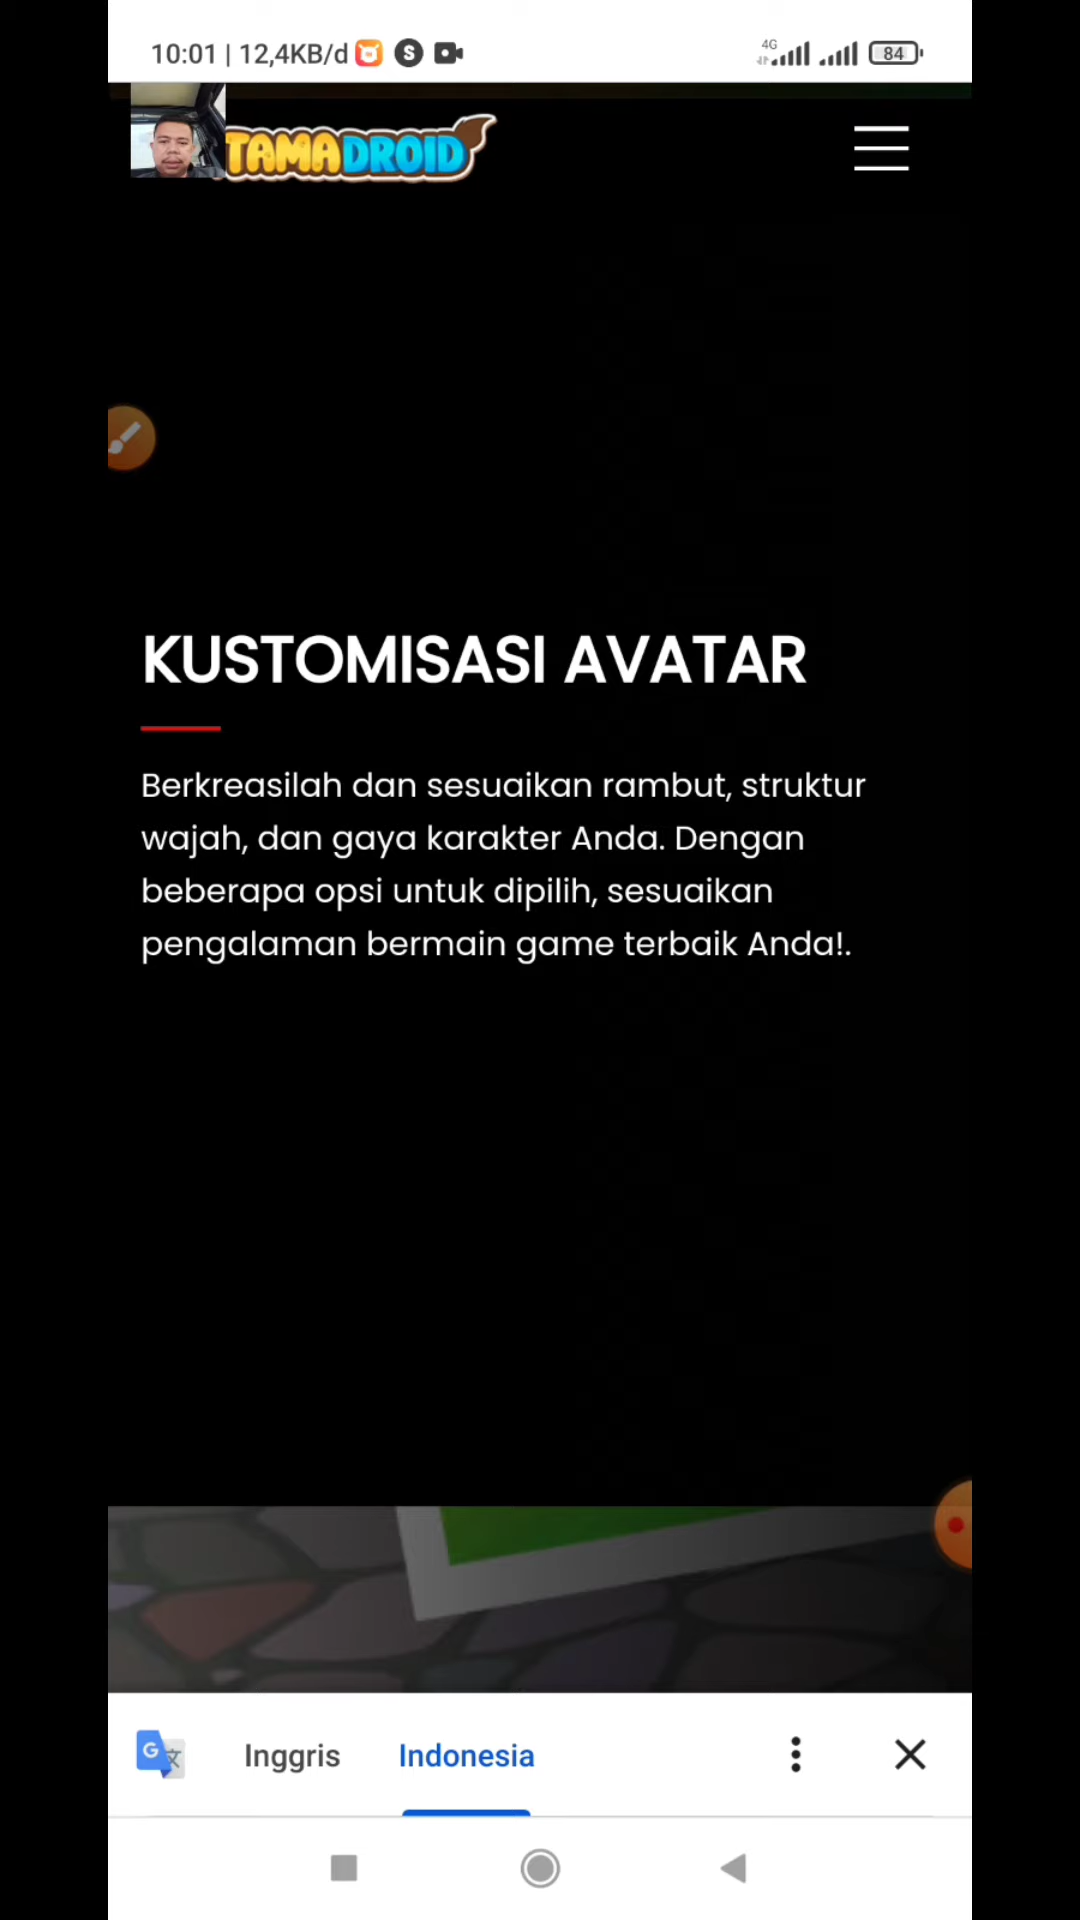 10:01 | 12,4KB/d S 4G 84
TAMADROID
KUSTOMISASI AVATAR
Berkreasilah dan sesuaikan rambut, struktur
wajah, dan gaya karakter Anda. Dengan
beberapa opsi untuk dipilih, sesuaikan
pengalaman bermain game terbaik Anda!.
G 文 Inggris Indonesia